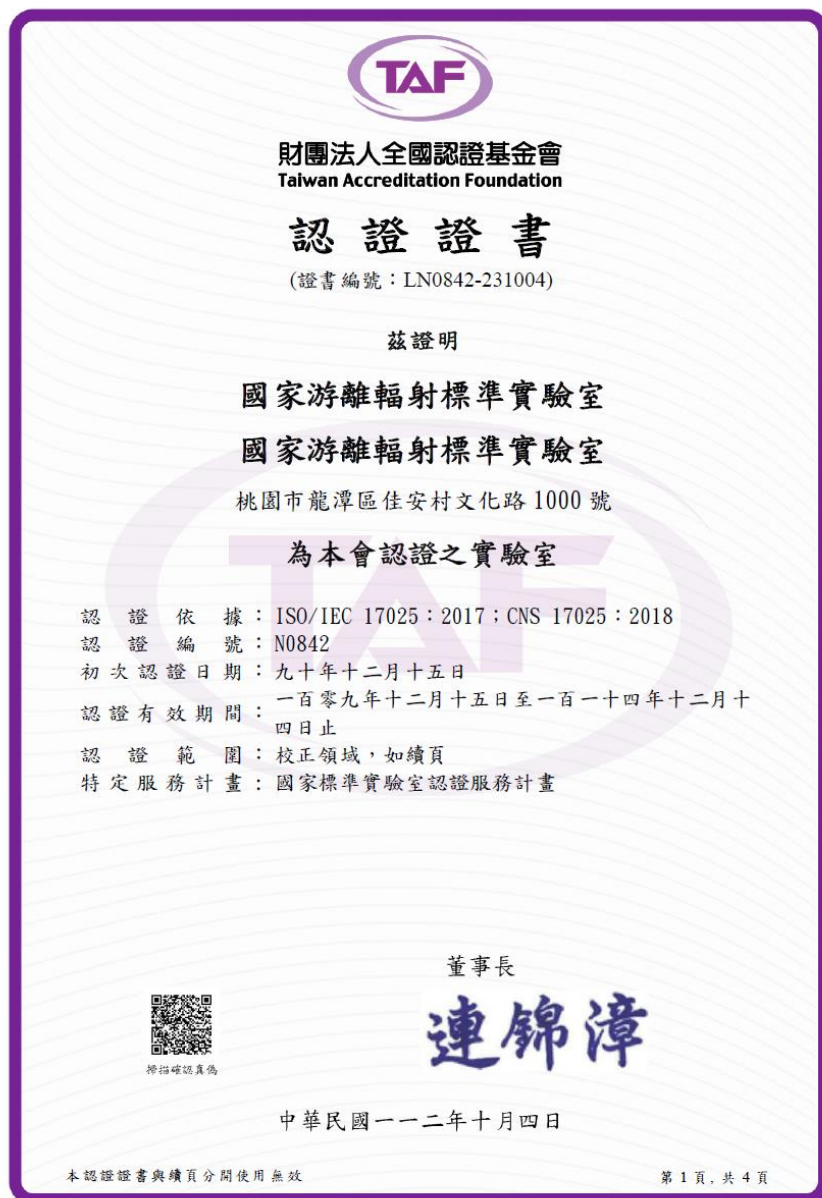 TAF
財團法人全國認證基金會
Taiwan Accreditation Foundation
認證證書
(證書編號：LN0842-231004)
茲證明
國家游離輻射標準實驗室
國家游離輻射標準實驗室
桃園市龍潭區佳安村文化路 1000 號
為本會認證之實驗室
TAF
認證依據：ISO/IEC 17025：2017；CNS 17025：2018
認證編號：N0842
初次認證日期：九十年十二月十五日
認證有效期間：一百零九年十二月十五日至一百一十四年十二月十
四日止
認證範圍：校正領域，如續頁
特定服務計畫：國家標準實驗室認證服務計畫
董事長
連錦漳
掃描確認真偽
中華民國一一二年十月四日
本認證證書與續頁分開使用無效
第 1 頁, 共 4 頁